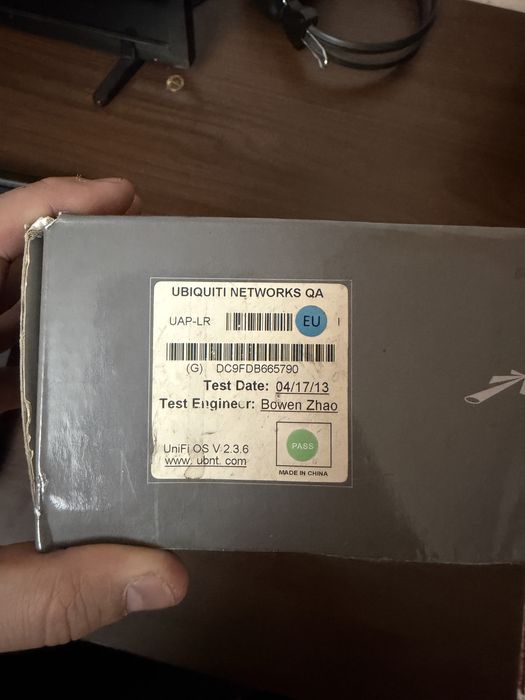 UBIQUITI NETWORKS QA
UAP-LR EU I
(G) DC9FDB665790
Test Date: 04/17/13
Test Engineer: Bowen Zhao
UniFi OS V 2.3.6
www. ubnt. com
PASS
MADE IN CHINA